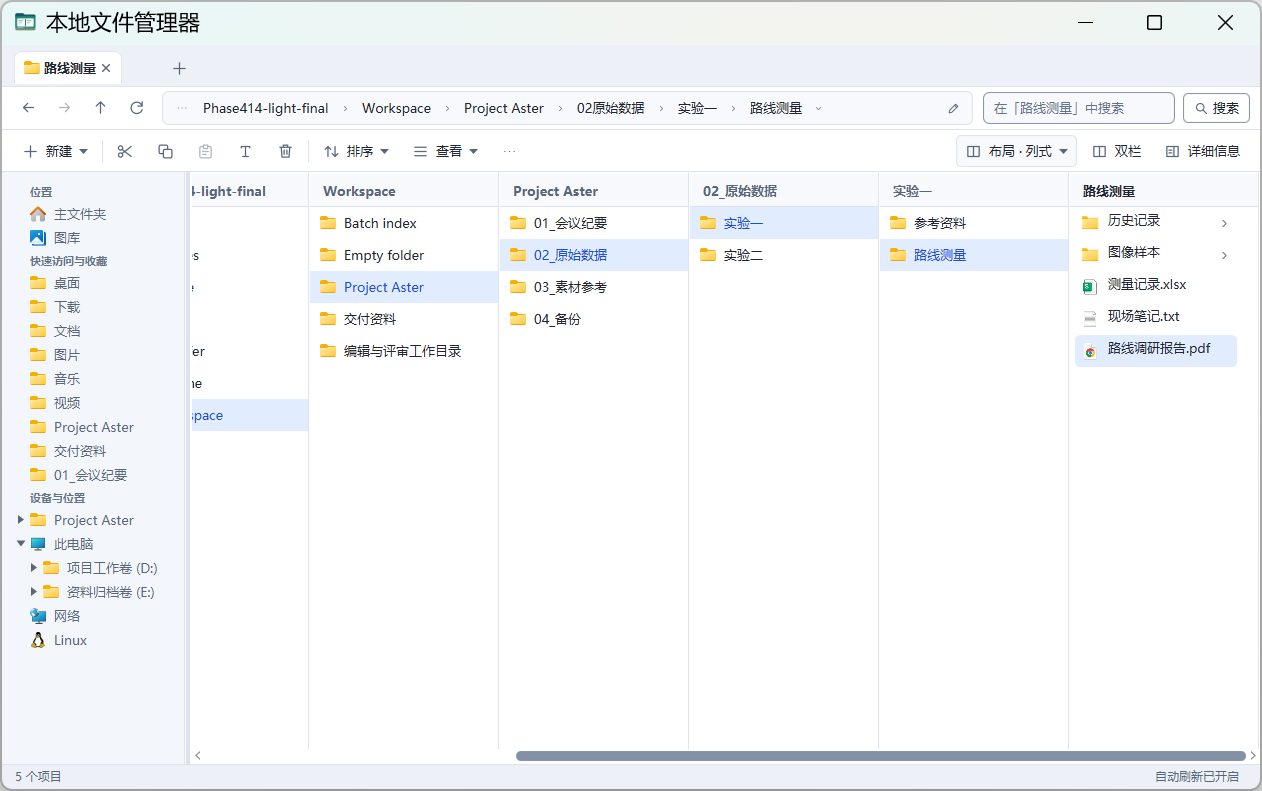 本地文件管理器
路线测量
Phase414-light-final › Workspace › Project Aster › 02原始数据 › 实验一 › 路线测量
在「路线测量」中搜索
搜索
新建
排序
查看
布局 · 列式
双栏
详细信息
位置
主文件夹
图库
快速访问与收藏
桌面
下载
文档
图片
音乐
视频
Project Aster
交付资料
01_会议纪要
设备与位置
Project Aster
此电脑
项目工作卷 (D:)
资料归档卷 (E:)
网络
Linux
-light-final
space
Workspace
Batch index
Empty folder
Project Aster
交付资料
编辑与评审工作目录
Project Aster
01_会议纪要
02_原始数据
03_素材参考
04_备份
02_原始数据
实验一
实验二
实验一
参考资料
路线测量
路线测量
历史记录
图像样本
测量记录.xlsx
现场笔记.txt
路线调研报告.pdf
5 个项目
自动刷新已开启